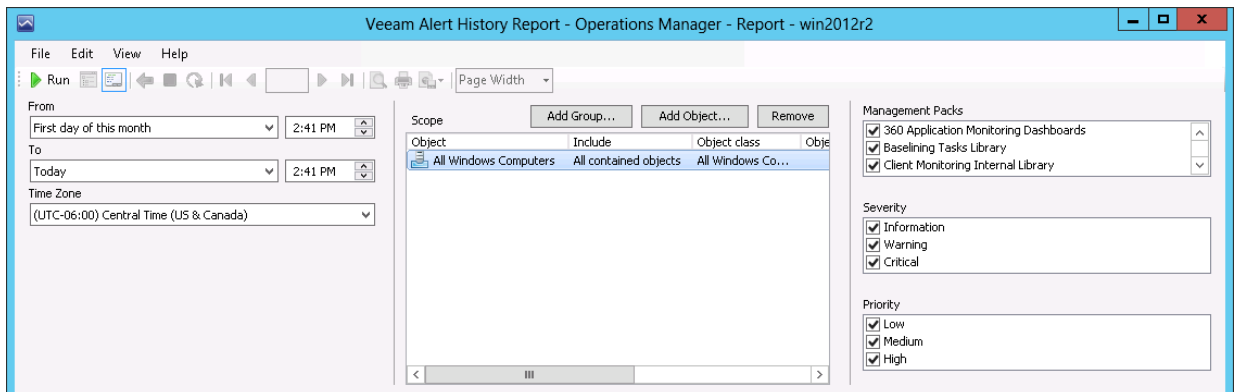 Veeam Alert History Report - Operations Manager - Report - win2012r2
File Edit View Help
Run Page Width
From
First day of this month 2:41 PM
To
Today 2:41 PM
Time Zone
(UTC-06:00) Central Time (US & Canada)
Scope Add Group... Add Object... Remove
Object Include Object class Obje
All Windows Computers All contained objects All Windows Co...
Management Packs
360 Application Monitoring Dashboards
Baselining Tasks Library
Client Monitoring Internal Library
Severity
Information
Warning
Critical
Priority
Low
Medium
High